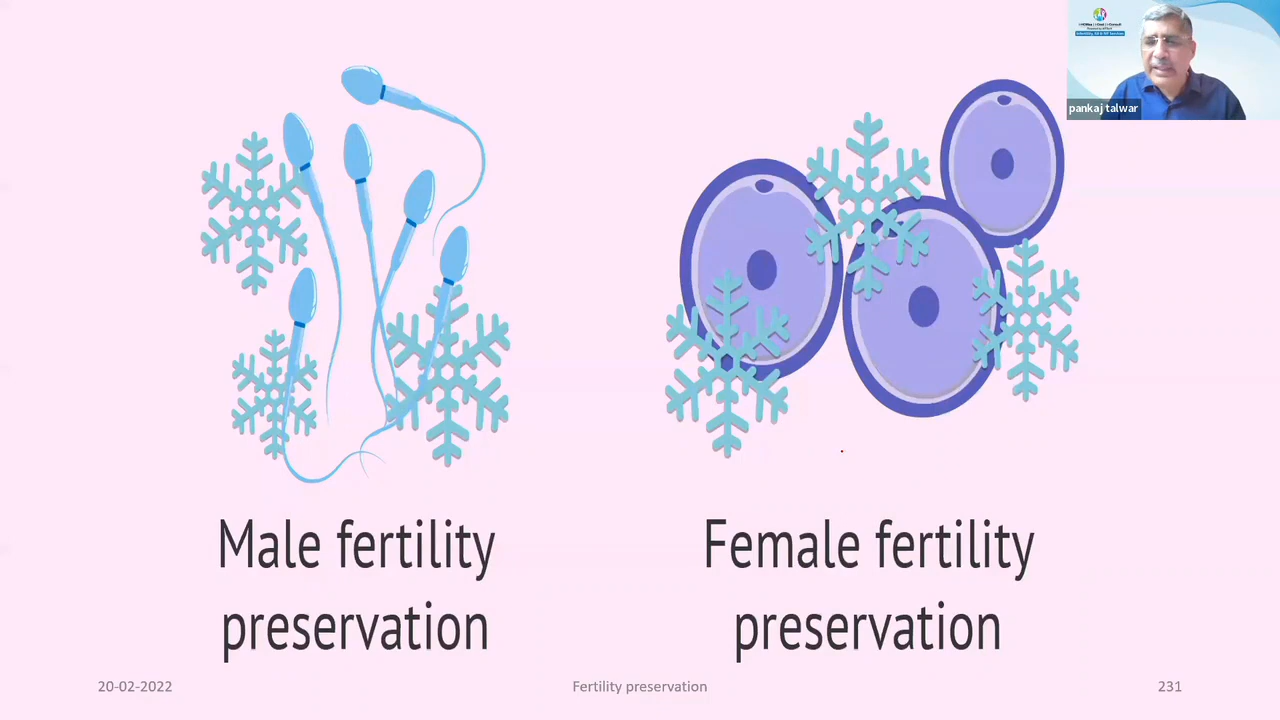 pankaj talwar
Male fertility
preservation
Female fertility
preservation
20-02-2022
Fertility preservation
231